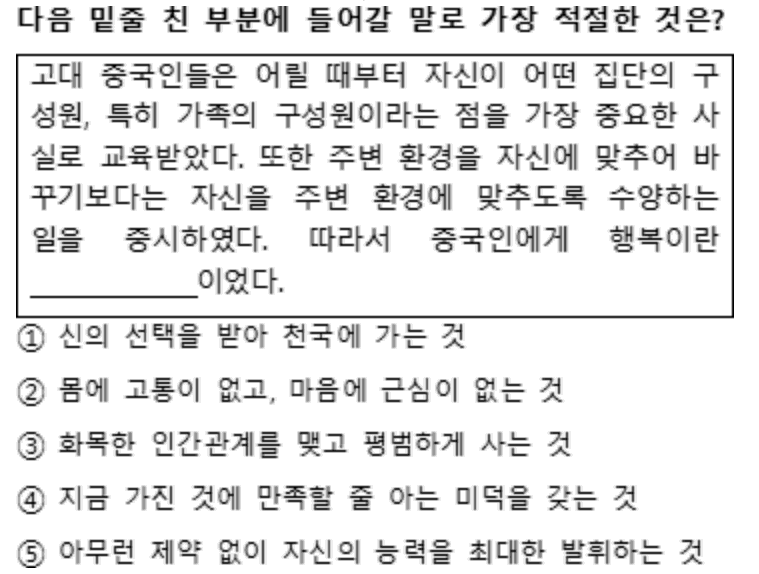 다음 밑줄 친 부분에 들어갈 말로 가장 적절한 것은?
고대 중국인들은 어릴 때부터 자신이 어떤 집단의 구
성원, 특히 가족의 구성원이라는 점을 가장 중요한 사
실로 교육받았다. 또한 주변 환경을 자신에 맞추어 바
꾸기보다는 자신을 주변 환경에 맞추도록 수양하는
일을 중시하였다. 따라서 중국인에게 행복이란
__________이었다.
① 신의 선택을 받아 천국에 가는 것
② 몸에 고통이 없고, 마음에 근심이 없는 것
③ 화목한 인간관계를 맺고 평범하게 사는 것
④ 지금 가진 것에 만족할 줄 아는 미덕을 갖는 것
⑤ 아무런 제약 없이 자신의 능력을 최대한 발휘하는 것